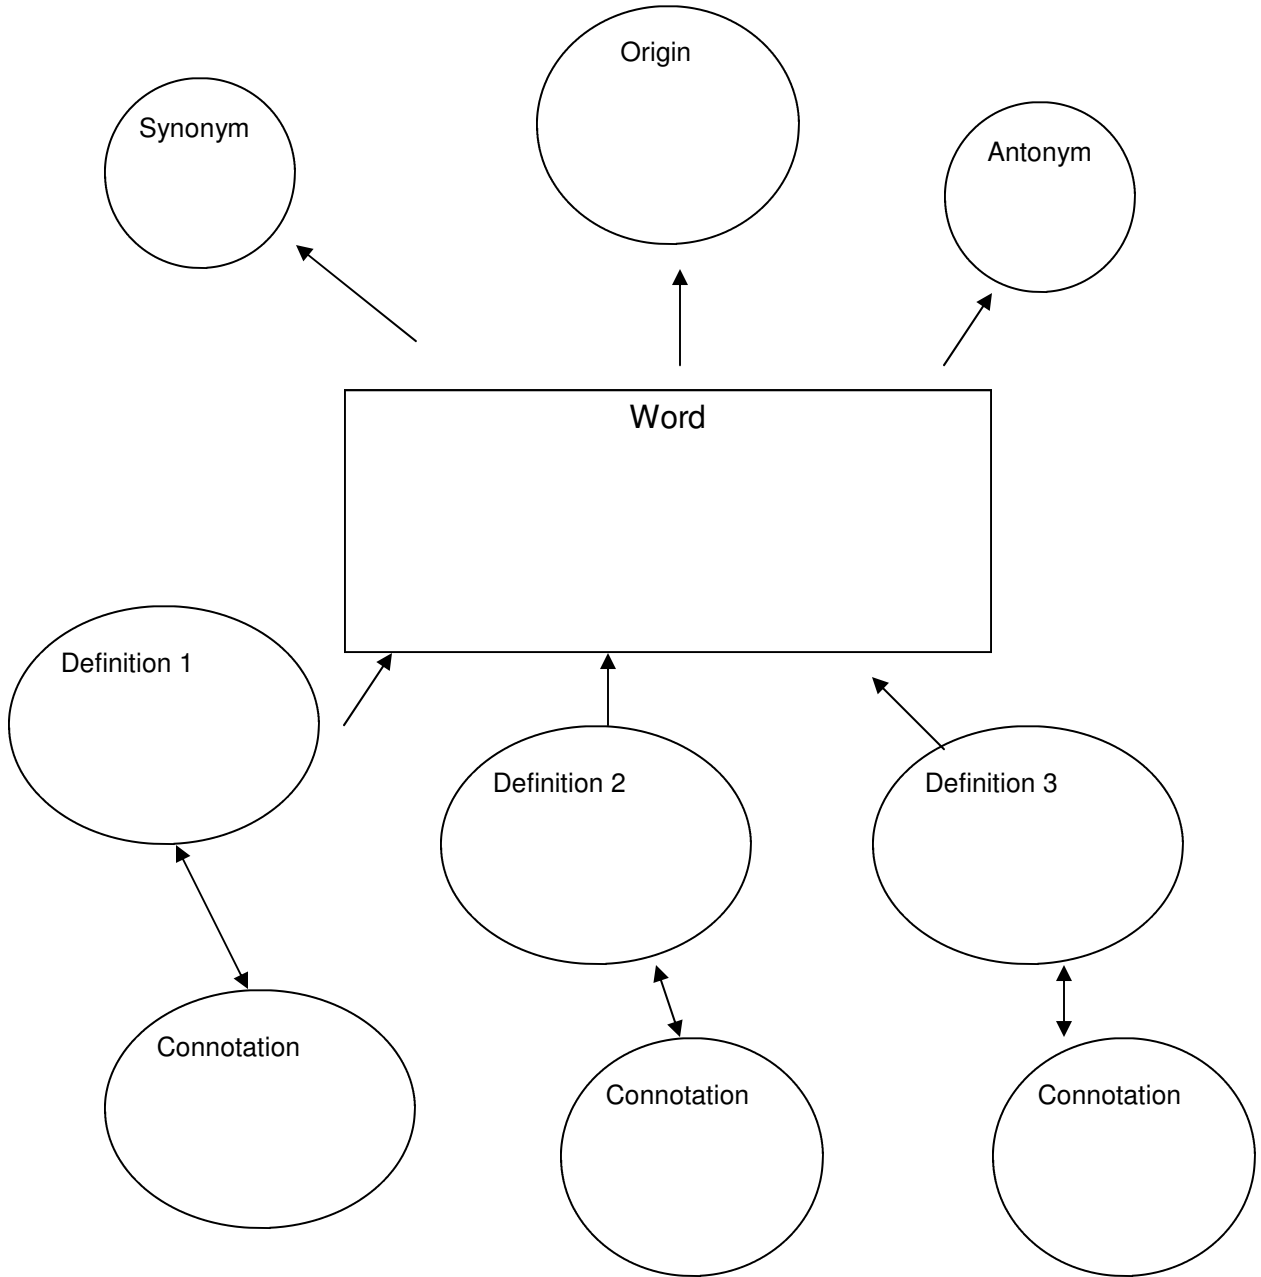 Origin
Synonym
Antonym
Word
Definition 1
Definition 2
Definition 3
Connotation
Connotation
Connotation